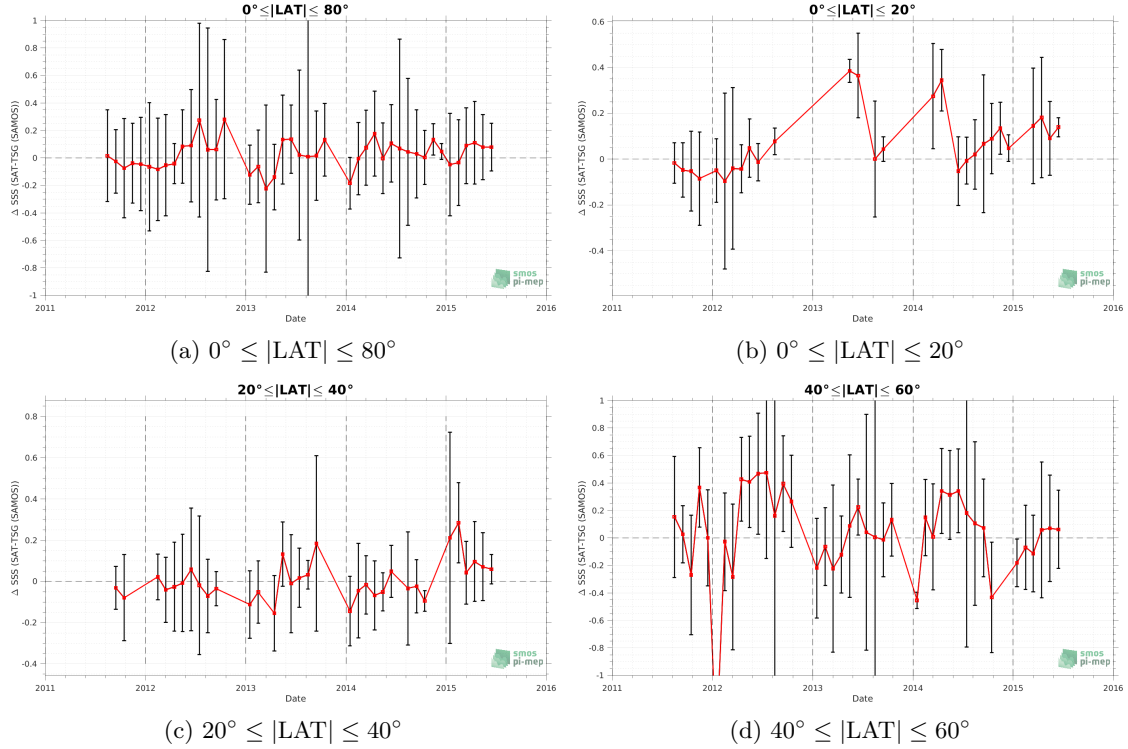 0°≤|LAT|≤ 80°
1
0.8
0.6
0.4
0.2
0
-0.2
-0.4
-0.6
-0.8
-1
Δ SSS (SAT-TSG (SAMOS))
2011 2012 2013 2014 2015 2016
Date
smos
pi-mep
(a) 0° ≤ |LAT| ≤ 80°
0°≤|LAT|≤ 20°
0.6
0.4
0.2
0
-0.2
-0.4
Δ SSS (SAT-TSG (SAMOS))
2011 2012 2013 2014 2015 2016
Date
smos
pi-mep
(b) 0° ≤ |LAT| ≤ 20°
20°≤|LAT|≤ 40°
0.8
0.6
0.4
0.2
0
-0.2
-0.4
Δ SSS (SAT-TSG (SAMOS))
2011 2012 2013 2014 2015 2016
Date
smos
pi-mep
(c) 20° ≤ |LAT| ≤ 40°
40°≤|LAT|≤ 60°
1
0.8
0.6
0.4
0.2
0
-0.2
-0.4
-0.6
-0.8
-1
Δ SSS (SAT-TSG (SAMOS))
2011 2012 2013 2014 2015 2016
Date
smos
pi-mep
(d) 40° ≤ |LAT| ≤ 60°